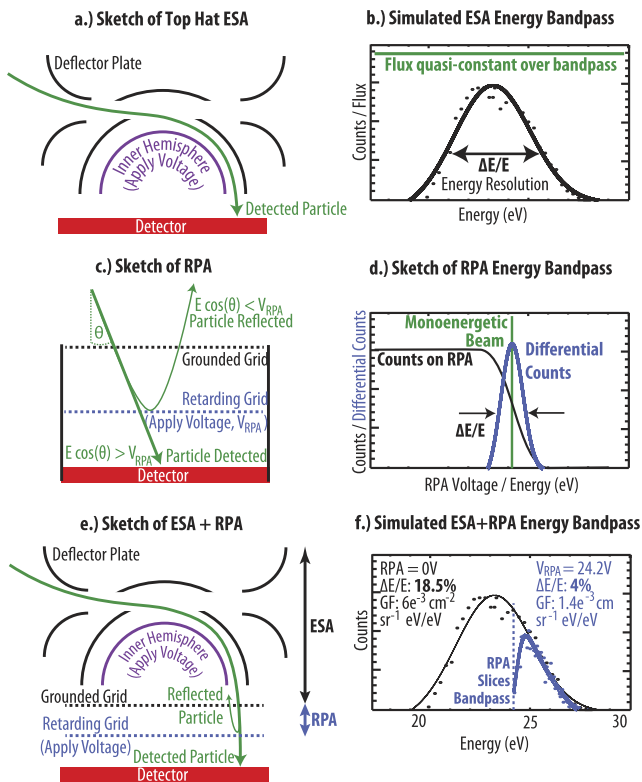 a.) Sketch of Top Hat ESA
Deflector Plate
Inner Hemisphere
(Apply Voltage)
Detected Particle
Detector
b.) Simulated ESA Energy Bandpass
Flux quasi-constant over bandpass
Counts / Flux
ΔE/E
Energy Resolution
Energy (eV)
c.) Sketch of RPA
E cos(θ) < V_RPA
Particle Reflected
θ
Grounded Grid
Retarding Grid
(Apply Voltage, V_RPA)
E cos(θ) > V_RPA Particle Detected
Detector
d.) Sketch of RPA Energy Bandpass
Monoenergetic
Beam
Counts on RPA
Differential
Counts
ΔE/E
Counts / Differential Counts
RPA Voltage / Energy (eV)
e.) Sketch of ESA + RPA
Deflector Plate
Inner Hemisphere
(Apply Voltage)
ESA
Grounded Grid
Reflected
Particle
Retarding Grid
(Apply Voltage)
RPA
Detected Particle
Detector
f.) Simulated ESA+RPA Energy Bandpass
RPA = 0V
ΔE/E: 18.5%
GF: 6e⁻³ cm⁻²
sr⁻¹ eV/eV
V_RPA = 24.2V
ΔE/E: 4%
GF: 1.4e⁻³ cm
sr⁻¹ eV/eV
RPA
Slices
Bandpass
Counts
20 25 30
Energy (eV)